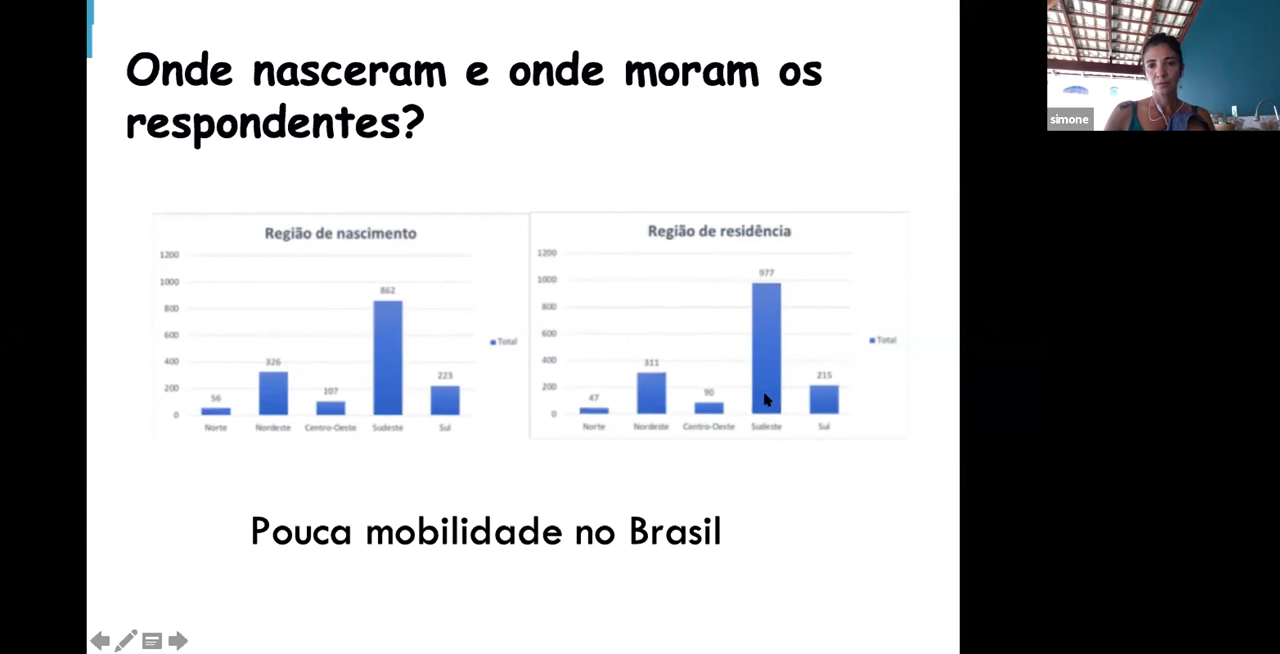 Onde nasceram e onde moram os
respondentes?
Região de nascimento
1200
1000
800
600
400
200
0
862
326
223
107
56
Total
Norte Nordeste Centro-Oeste Sudeste Sul
Região de residência
1200
1000
800
600
400
200
0
977
311
215
90
47
Total
Norte Nordeste Centro-Oeste Sudeste Sul
Pouca mobilidade no Brasil
simone